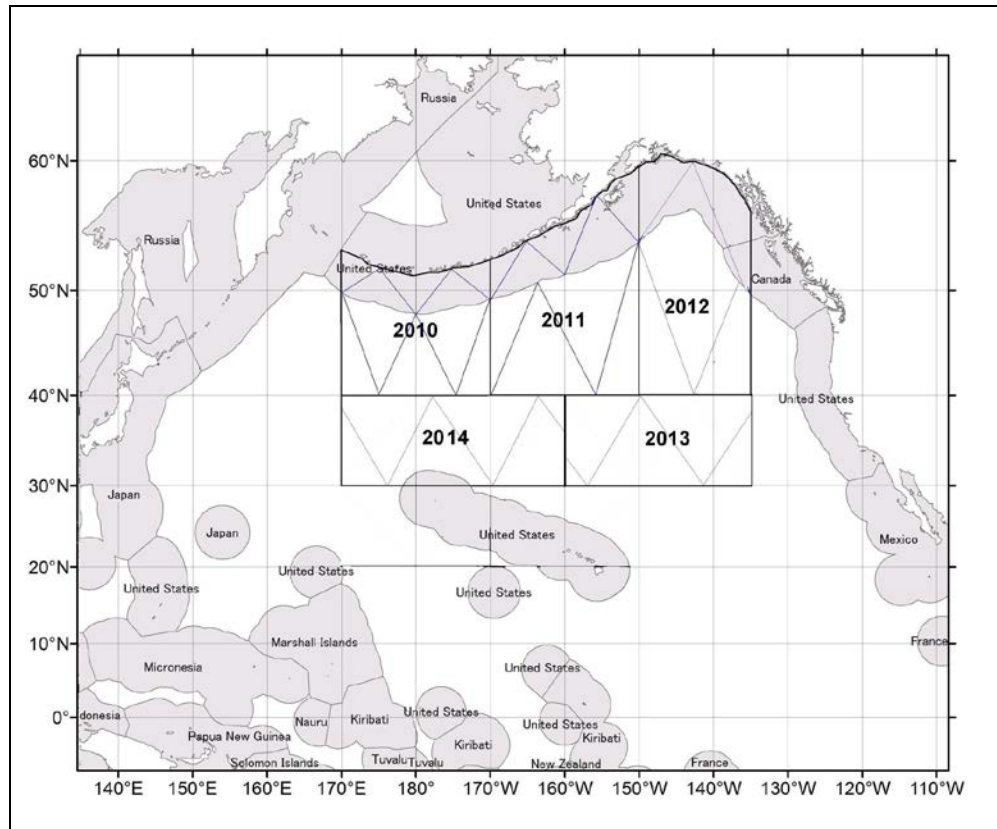 Russia
60°N
United States
Russia
United States
Canada
50°N
2010
2011
2012
40°N
United States
2014
2013
30°N
Japan
Japan
United States
Mexico
20°N
United States
United States
United States
10°N
Marshall Islands
France
Micronesia
United States
0°
donesia
Nauru
Kiribati
United States
United States
Papua New Guinea
Kiribati
Kiribati
Solomon Islands
Tuvalu
Tuvalu
New Zealand
France
140°E 150°E 160°E 170°E 180° 170°W 160°W 150°W 140°W 130°W 120°W 110°W